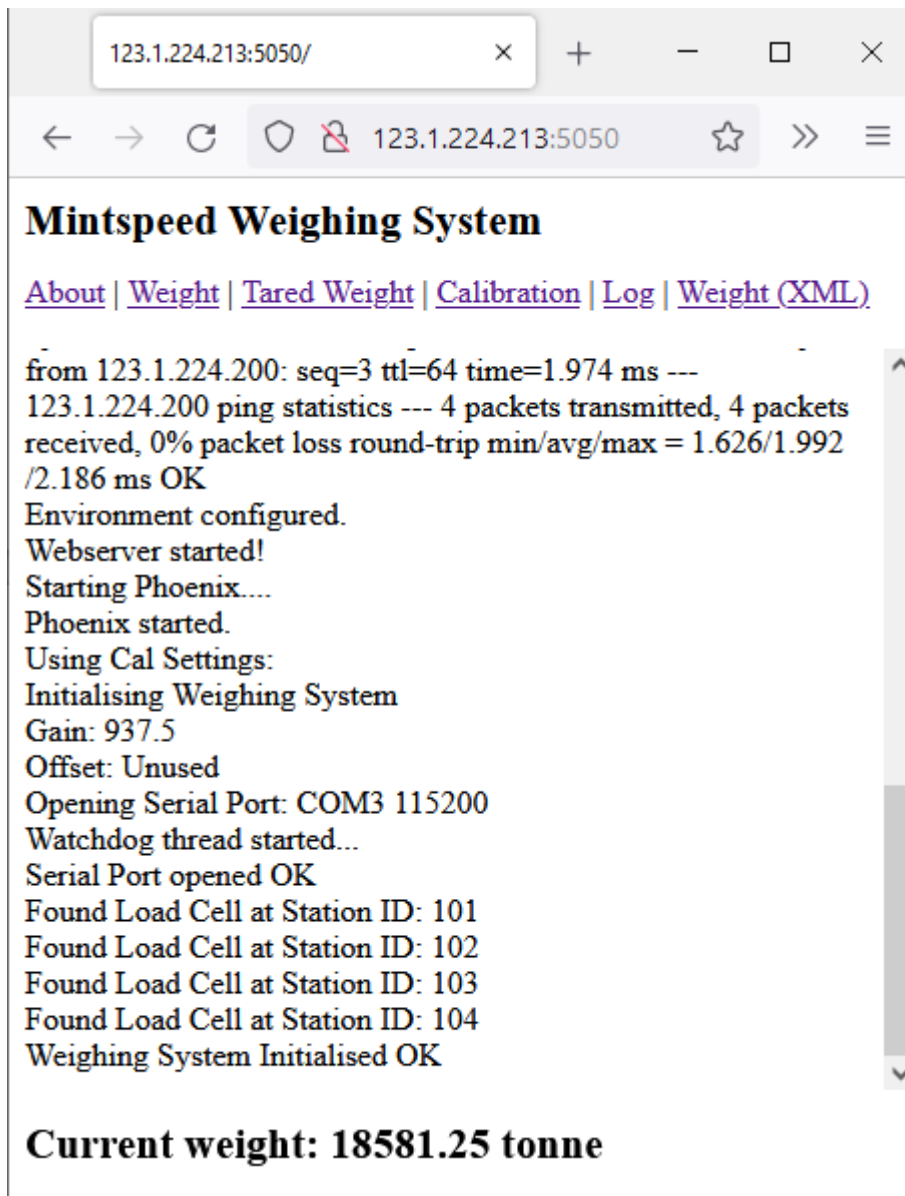 123.1.224.213:5050/
123.1.224.213:5050
Mintspeed Weighing System
About | Weight | Tared Weight | Calibration | Log | Weight (XML)
from 123.1.224.200: seq=3 ttl=64 time=1.974 ms ---
123.1.224.200 ping statistics --- 4 packets transmitted, 4 packets
received, 0% packet loss round-trip min/avg/max = 1.626/1.992
/2.186 ms OK
Environment configured.
Webserver started!
Starting Phoenix....
Phoenix started.
Using Cal Settings:
Initialising Weighing System
Gain: 937.5
Offset: Unused
Opening Serial Port: COM3 115200
Watchdog thread started...
Serial Port opened OK
Found Load Cell at Station ID: 101
Found Load Cell at Station ID: 102
Found Load Cell at Station ID: 103
Found Load Cell at Station ID: 104
Weighing System Initialised OK
Current weight: 18581.25 tonne